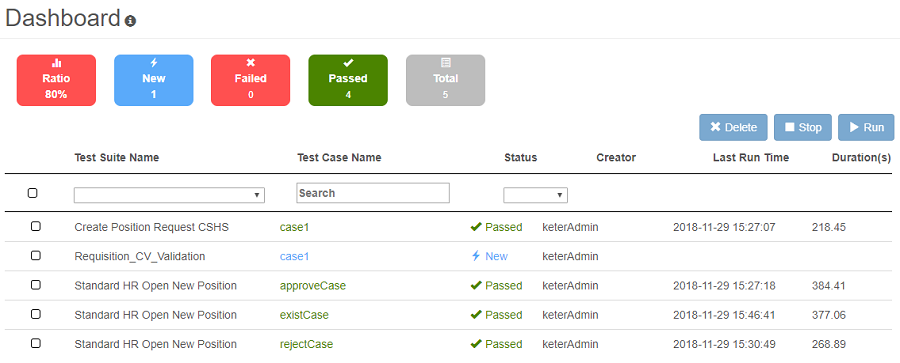 Dashboard
Ratio New Failed Passed Total
80% 1 0 4 5
Delete Stop Run
Test Suite Name Test Case Name Status Creator Last Run Time Duration(s)
Search
Create Position Request CSHS case1 Passed keterAdmin 2018-11-29 15:27:07 218.45
Requisition_CV_Validation case1 New keterAdmin
Standard HR Open New Position approveCase Passed keterAdmin 2018-11-29 15:27:18 384.41
Standard HR Open New Position existCase Passed keterAdmin 2018-11-29 15:46:41 377.06
Standard HR Open New Position rejectCase Passed keterAdmin 2018-11-29 15:30:49 268.89